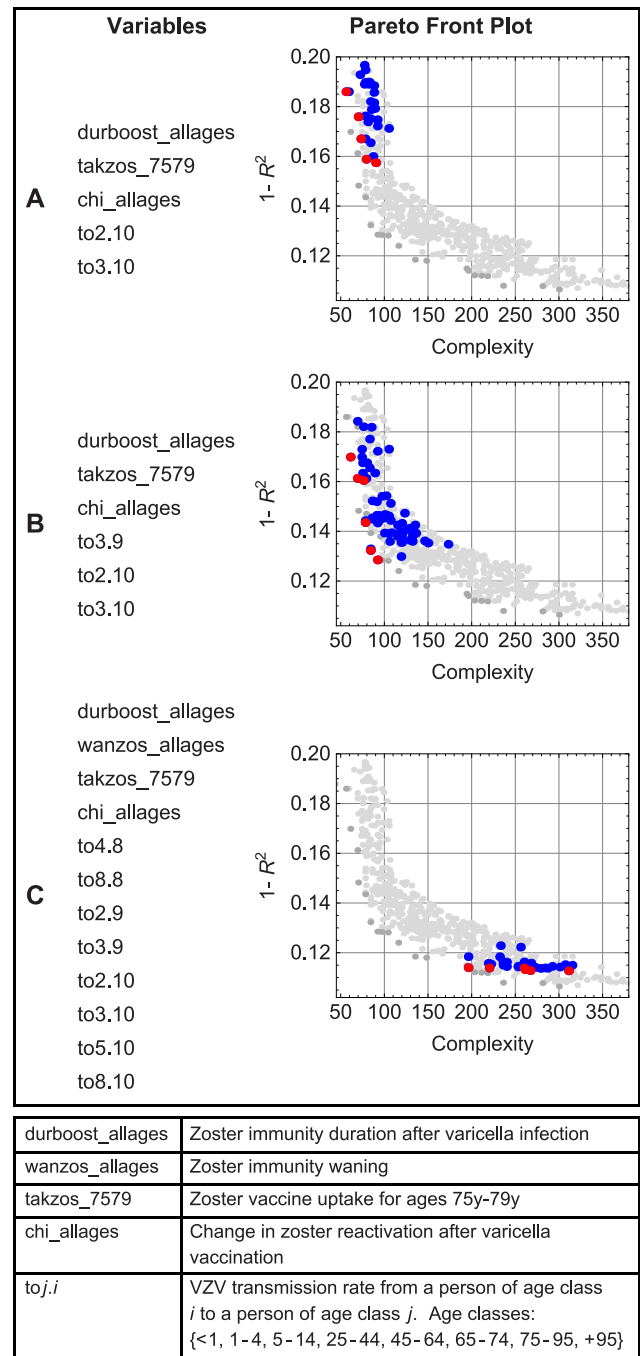 Variables Pareto Front Plot
A
durboost_allages
takzos_7579
chi_allages
to2.10
to3.10
1- R²
0.20
0.18
0.16
0.14
0.12
50 100 150 200 250 300 350
Complexity
B
durboost_allages
takzos_7579
chi_allages
to3.9
to2.10
to3.10
1- R²
0.20
0.18
0.16
0.14
0.12
50 100 150 200 250 300 350
Complexity
C
durboost_allages
wanzos_allages
takzos_7579
chi_allages
to4.8
to8.8
to2.9
to3.9
to2.10
to3.10
to5.10
to8.10
1- R²
0.20
0.18
0.16
0.14
0.12
50 100 150 200 250 300 350
Complexity
durboost_allages Zoster immunity duration after varicella infection
wanzos_allages Zoster immunity waning
takzos_7579 Zoster vaccine uptake for ages 75y-79y
chi_allages Change in zoster reactivation after varicella
vaccination
toj.i VZV transmission rate from a person of age class
i to a person of age class j. Age classes:
{<1, 1-4, 5-14, 25-44, 45-64, 65-74, 75-95, +95}